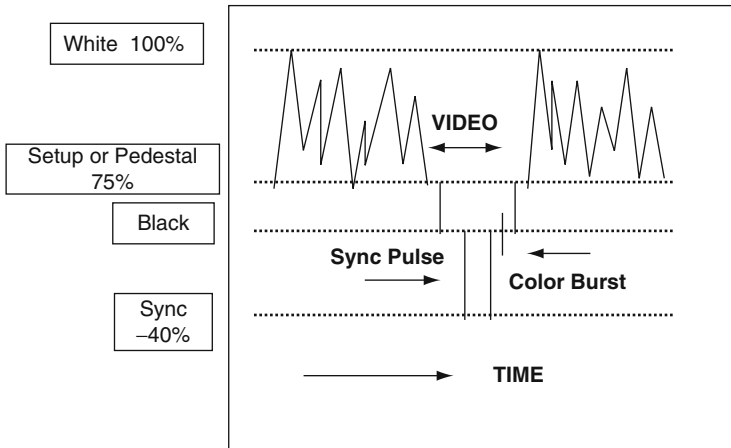 White 100%
VIDEO
Setup or Pedestal
75%
Black
Sync Pulse
Color Burst
Sync
–40%
TIME